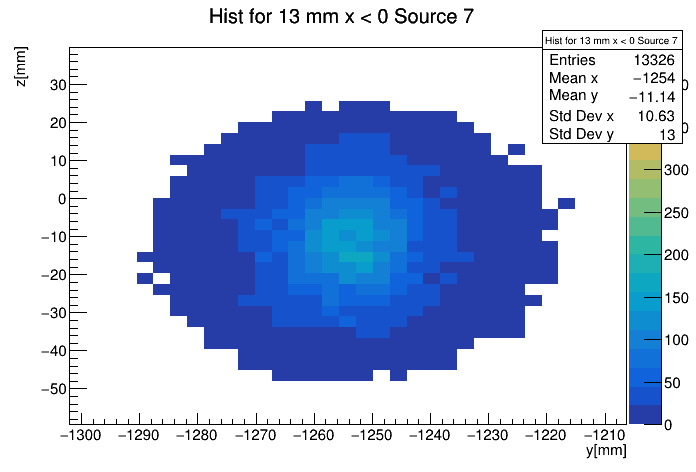 Hist for 13 mm x < 0 Source 7
z[mm]
Hist for 13 mm x < 0 Source 7
Entries 13326
Mean x −1254
Mean y −11.14
Std Dev x 10.63
Std Dev y 13
30
20
10
0
−10
−20
−30
−40
−50
300
250
200
150
100
50
0
−1300 −1290 −1280 −1270 −1260 −1250 −1240 −1230 −1220 −1210
y[mm]